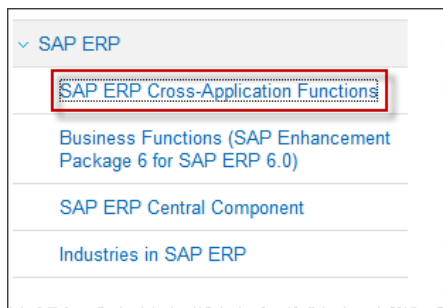 SAP ERP
SAP ERP Cross-Application Functions
Business Functions (SAP Enhancement
Package 6 for SAP ERP 6.0)
SAP ERP Central Component
Industries in SAP ERP